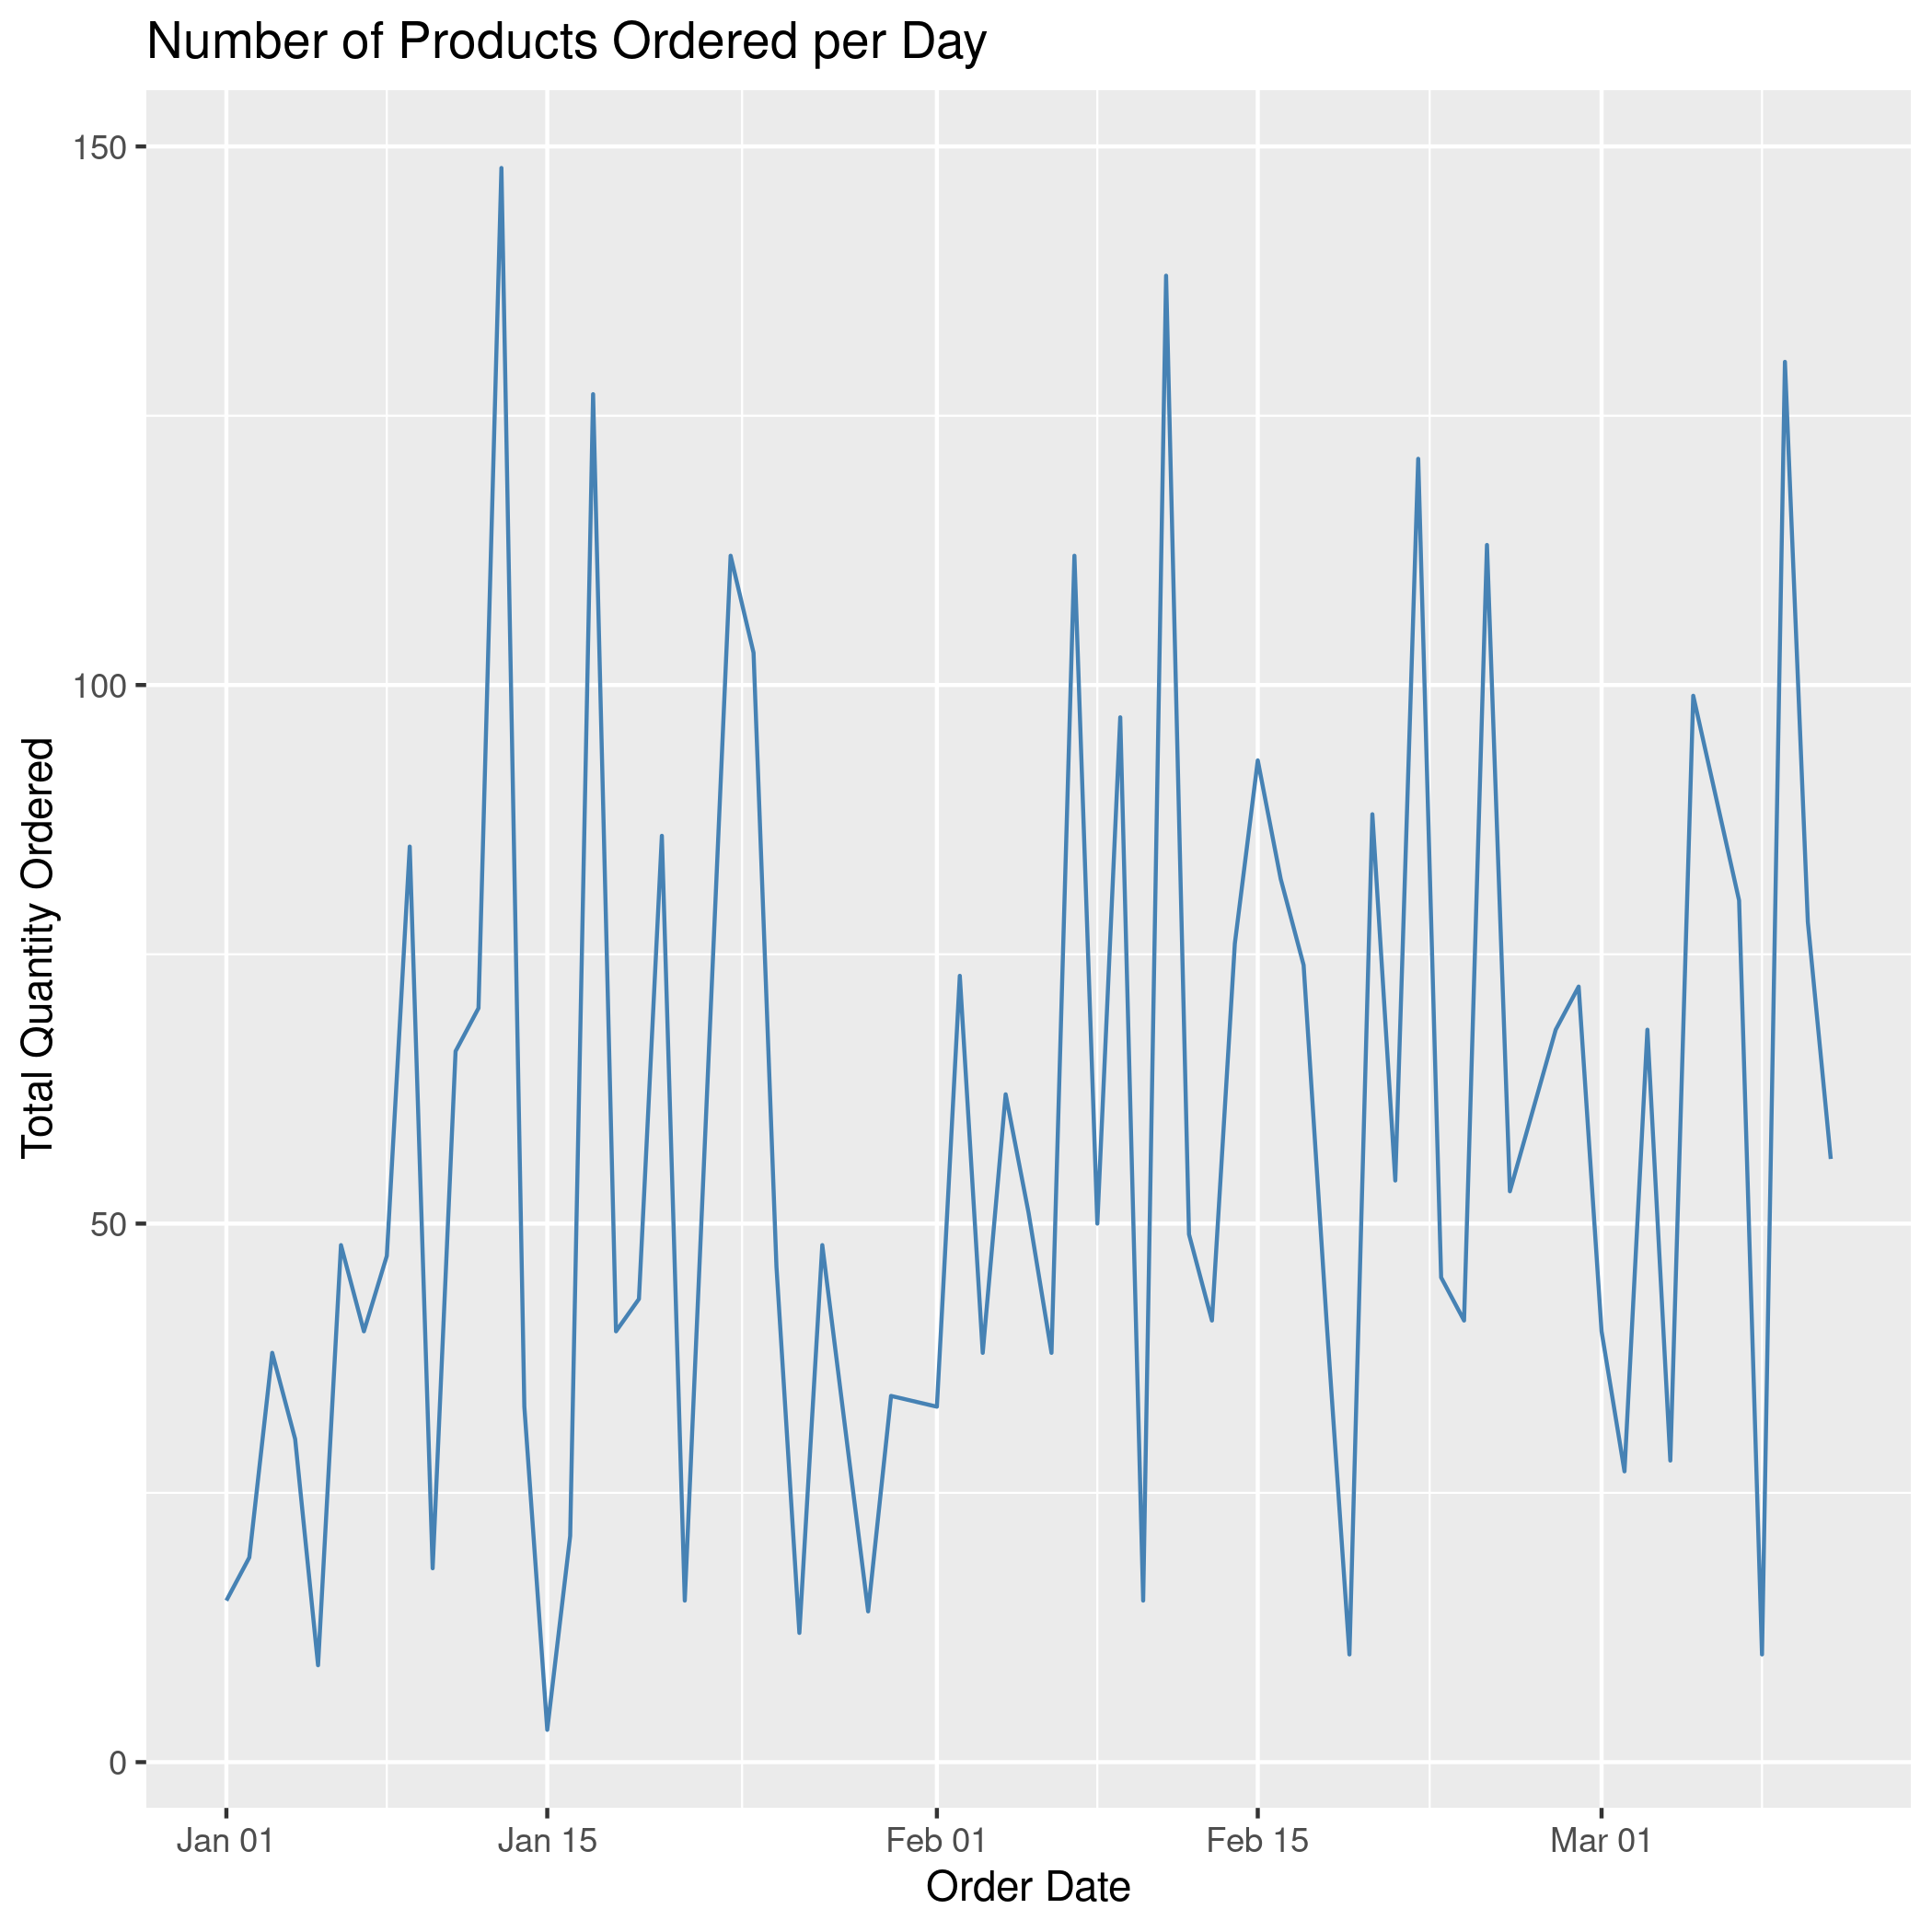 Number of Products Ordered per Day
150
100
50
0
Total Quantity Ordered
Jan 01
Jan 15
Feb 01
Feb 15
Mar 01
Order Date